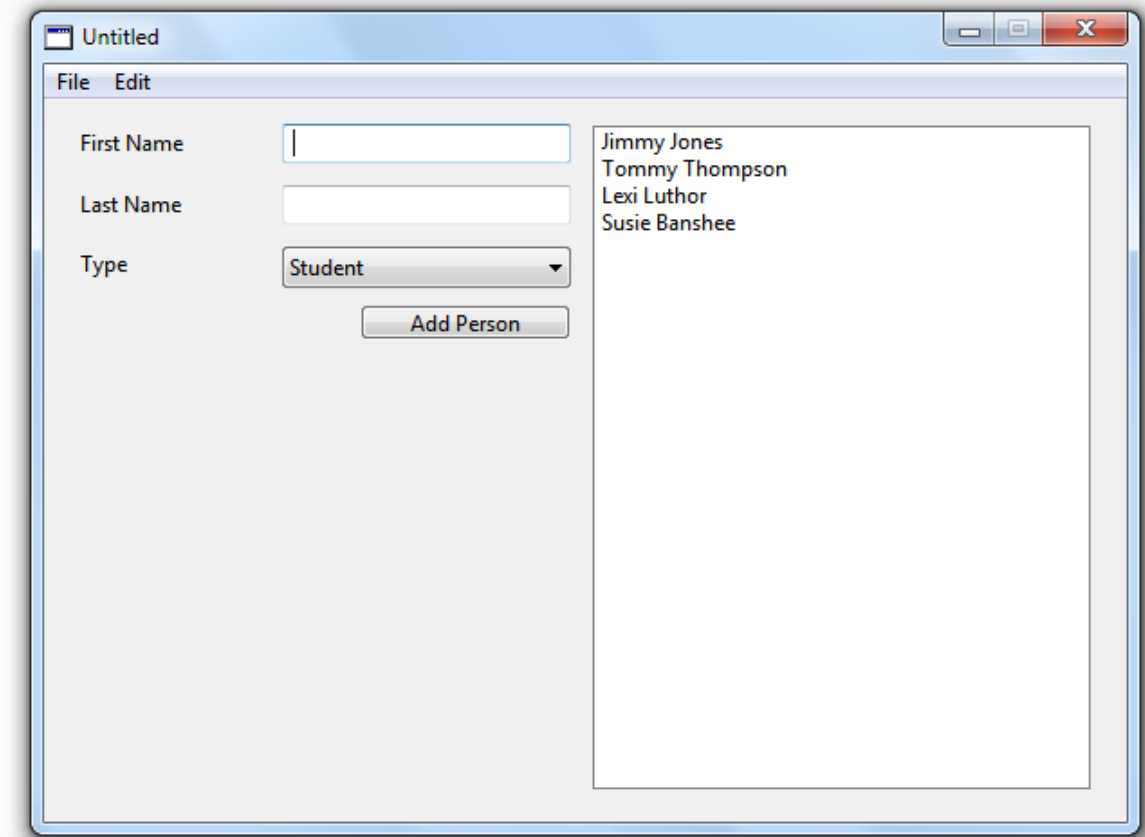 Untitled
File Edit
First Name
Last Name
Type
Student
Add Person
Jimmy Jones
Tommy Thompson
Lexi Luthor
Susie Banshee